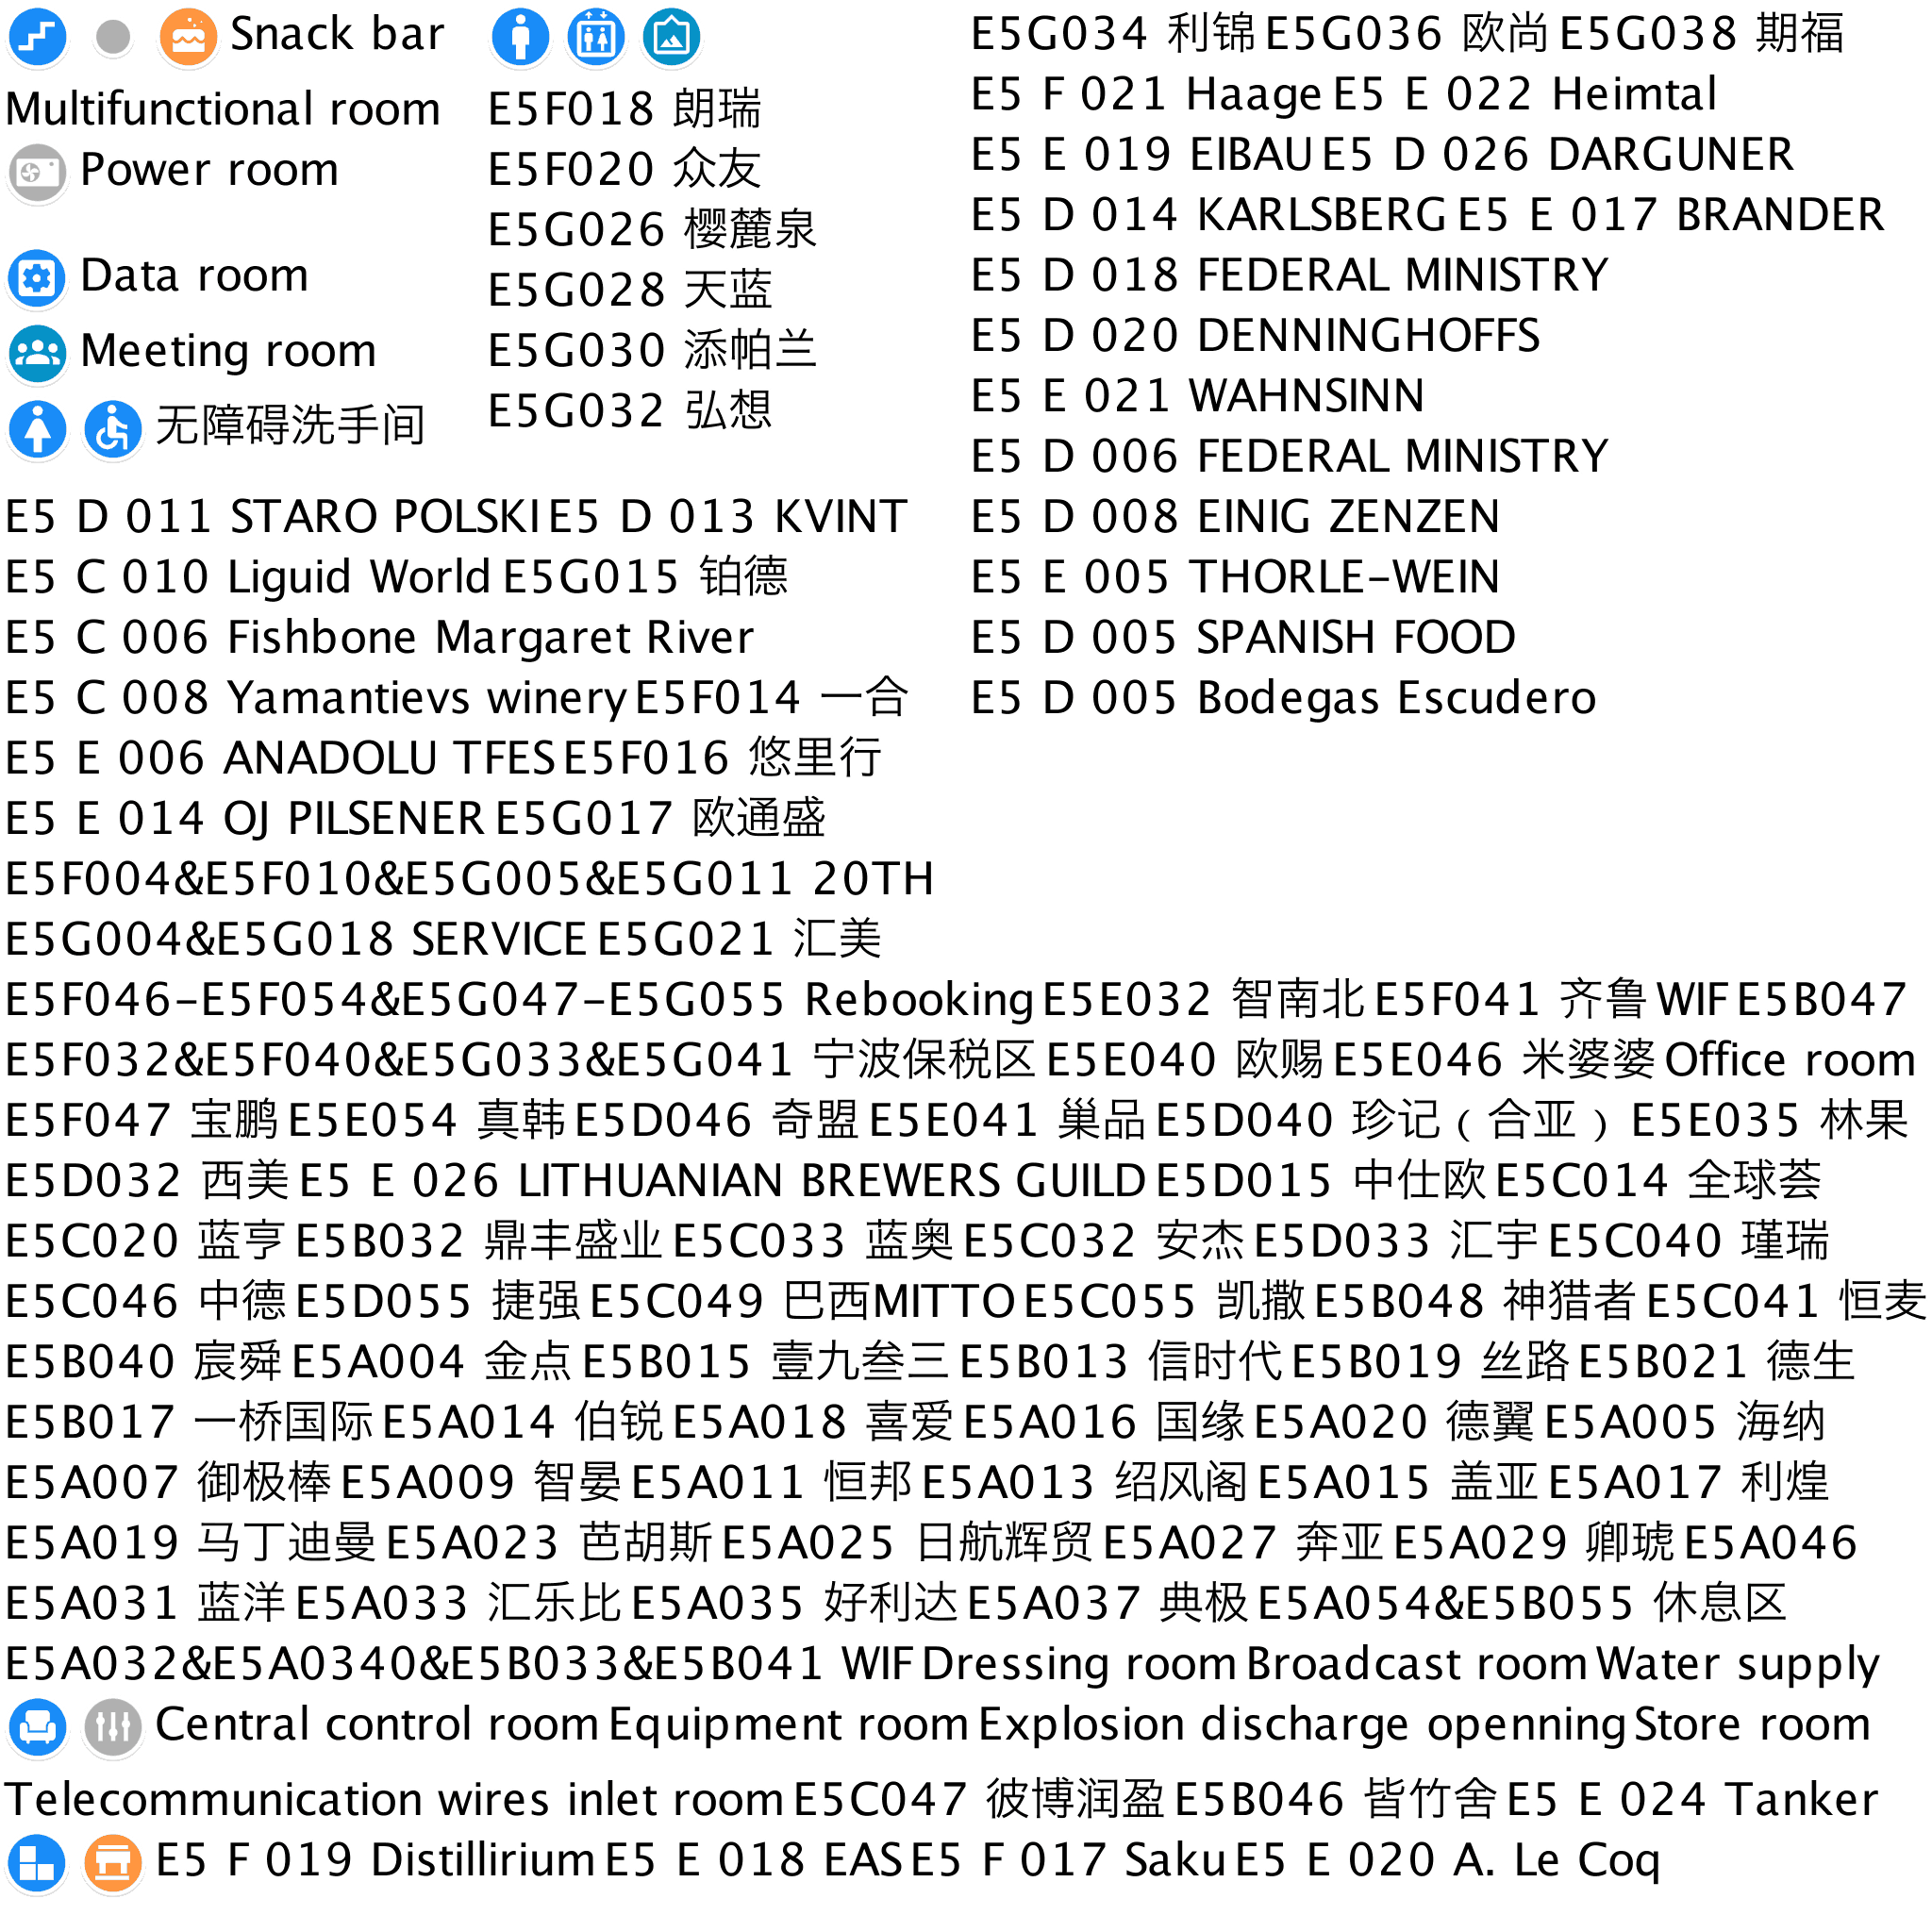 Snack bar
Multifunctional room
Power room
Data room
Meeting room
无障碍洗手间
E5F018 朗瑞
E5F020 众友
E5G026 樱麓泉
E5G028 天蓝
E5G030 添帕兰
E5G032 弘想
E5G034 利锦 E5G036 欧尚 E5G038 期福
E5 F 021 Haage E5 E 022 Heimtal
E5 E 019 EIBAU E5 D 026 DARGUNER
E5 D 014 KARLSBERG E5 E 017 BRANDER
E5 D 018 FEDERAL MINISTRY
E5 D 020 DENNINGHOFFS
E5 E 021 WAHNSINN
E5 D 006 FEDERAL MINISTRY
E5 D 008 EINIG ZENZEN
E5 E 005 THORLE-WEIN
E5 D 005 SPANISH FOOD
E5 D 005 Bodegas Escudero
E5 D 011 STARO POLSKI E5 D 013 KVINT
E5 C 010 Liguid World E5G015 铂德
E5 C 006 Fishbone Margaret River
E5 C 008 Yamantievs winery E5F014 一合
E5 E 006 ANADOLU TFES E5F016 悠里行
E5 E 014 OJ PILSENER E5G017 欧通盛
E5F004&E5F010&E5G005&E5G011 20TH
E5G004&E5G018 SERVICE E5G021 汇美
E5F046-E5F054&E5G047-E5G055 Rebooking E5E032 智南北 E5F041 齐鲁 WIF E5B047
E5F032&E5F040&E5G033&E5G041 宁波保税区 E5E040 欧赐 E5E046 米婆婆 Office room
E5F047 宝鹏 E5E054 真韩 E5D046 奇盟 E5E041 巢品 E5D040 珍记（合亚） E5E035 林果
E5D032 西美 E5 E 026 LITHUANIAN BREWERS GUILD E5D015 中仕欧 E5C014 全球荟
E5C020 蓝亨 E5B032 鼎丰盛业 E5C033 蓝奥 E5C032 安杰 E5D033 汇宇 E5C040 瑾瑞
E5C046 中德 E5D055 捷强 E5C049 巴西MITTO E5C055 凯撒 E5B048 神猎者 E5C041 恒麦
E5B040 宸舜 E5A004 金点 E5B015 壹九叁三 E5B013 信时代 E5B019 丝路 E5B021 德生
E5B017 一桥国际 E5A014 伯锐 E5A018 喜爱 E5A016 国缘 E5A020 德翼 E5A005 海纳
E5A007 御极棒 E5A009 智晏 E5A011 恒邦 E5A013 绍风阁 E5A015 盖亚 E5A017 利煌
E5A019 马丁迪曼 E5A023 芭胡斯 E5A025 日航辉贸 E5A027 奔亚 E5A029 卿琥 E5A046
E5A031 蓝洋 E5A033 汇乐比 E5A035 好利达 E5A037 典极 E5A054&E5B055 休息区
E5A032&E5A0340&E5B033&E5B041 WIF Dressing room Broadcast room Water supply
Central control room Equipment room Explosion discharge openning Store room
Telecommunication wires inlet room E5C047 彼博润盈 E5B046 皆竹舍 E5 E 024 Tanker
E5 F 019 Distillirium E5 E 018 EAS E5 F 017 Saku E5 E 020 A. Le Coq